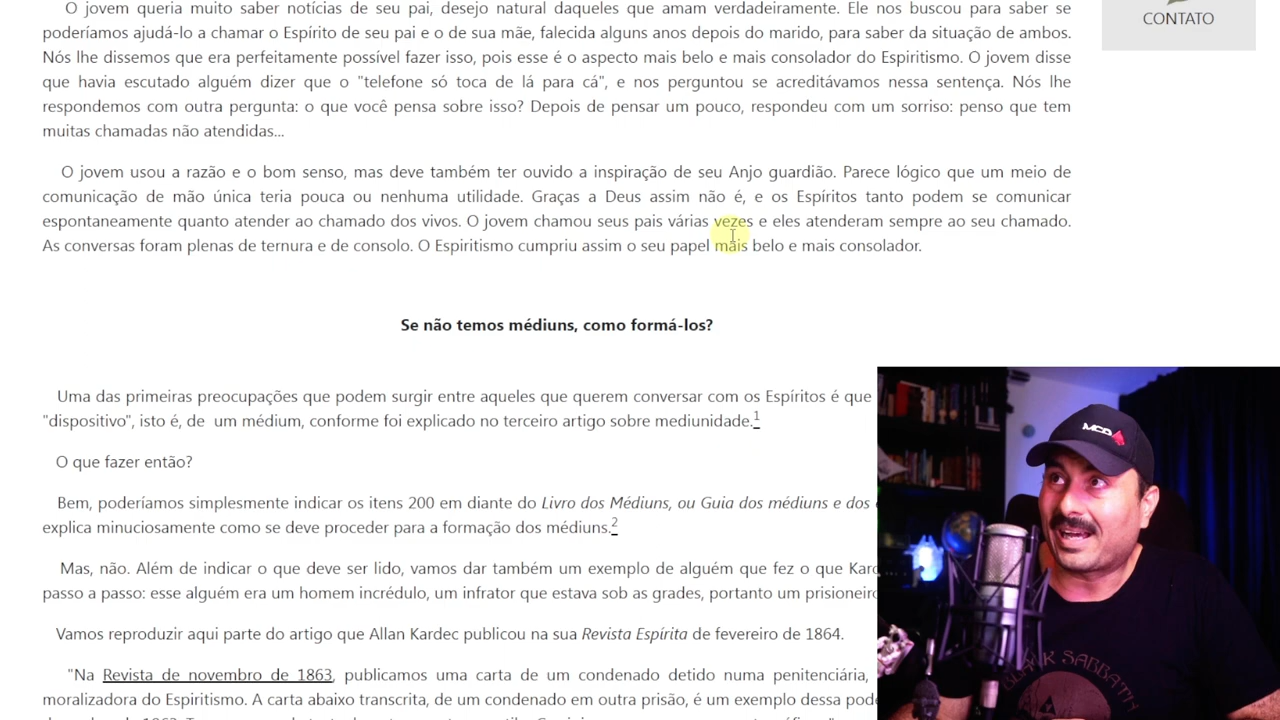 O jovem queria muito saber notícias de seu pai, desejo natural daqueles que amam verdadeiramente. Ele nos buscou para saber se
poderíamos ajudá-lo a chamar o Espírito de seu pai e o de sua mãe, falecida alguns anos depois do marido, para saber da situação de ambos.
Nós lhe dissemos que era perfeitamente possível fazer isso, pois esse é o aspecto mais belo e mais consolador do Espiritismo. O jovem disse
que havia escutado alguém dizer que o "telefone só toca de lá para cá", e nos perguntou se acreditávamos nessa sentença. Nós lhe
respondemos com outra pergunta: o que você pensa sobre isso? Depois de pensar um pouco, respondeu com um sorriso: penso que tem
muitas chamadas não atendidas...
O jovem usou a razão e o bom senso, mas deve também ter ouvido a inspiração de seu Anjo guardião. Parece lógico que um meio de
comunicação de mão única teria pouca ou nenhuma utilidade. Graças a Deus assim não é, e os Espíritos tanto podem se comunicar
espontaneamente quanto atender ao chamado dos vivos. O jovem chamou seus pais várias vezes e eles atenderam sempre ao seu chamado.
As conversas foram plenas de ternura e de consolo. O Espiritismo cumpriu assim o seu papel mais belo e mais consolador.
CONTATO
Se não temos médiuns, como formá-los?
Uma das primeiras preocupações que podem surgir entre aqueles que querem conversar com os Espíritos é que
"dispositivo", isto é, de um médium, conforme foi explicado no terceiro artigo sobre mediunidade.1
O que fazer então?
Bem, poderíamos simplesmente indicar os itens 200 em diante do Livro dos Médiuns, ou Guia dos médiuns e dos
explica minuciosamente como se deve proceder para a formação dos médiuns.2
Mas, não. Além de indicar o que deve ser lido, vamos dar também um exemplo de alguém que fez o que
passo a passo: esse alguém era um homem incrédulo, um infrator que estava sob as grades, portanto um prisioneiro
Vamos reproduzir aqui parte do artigo que Allan Kardec publicou na sua Revista Espírita de fevereiro de 1864.
"Na Revista de novembro de 1863, publicamos uma carta de um condenado detido numa penitenciária,
moralizadora do Espiritismo. A carta abaixo transcrita, de um condenado em outra prisão, é um exemplo dessa
MCD
BLACK SABBATH